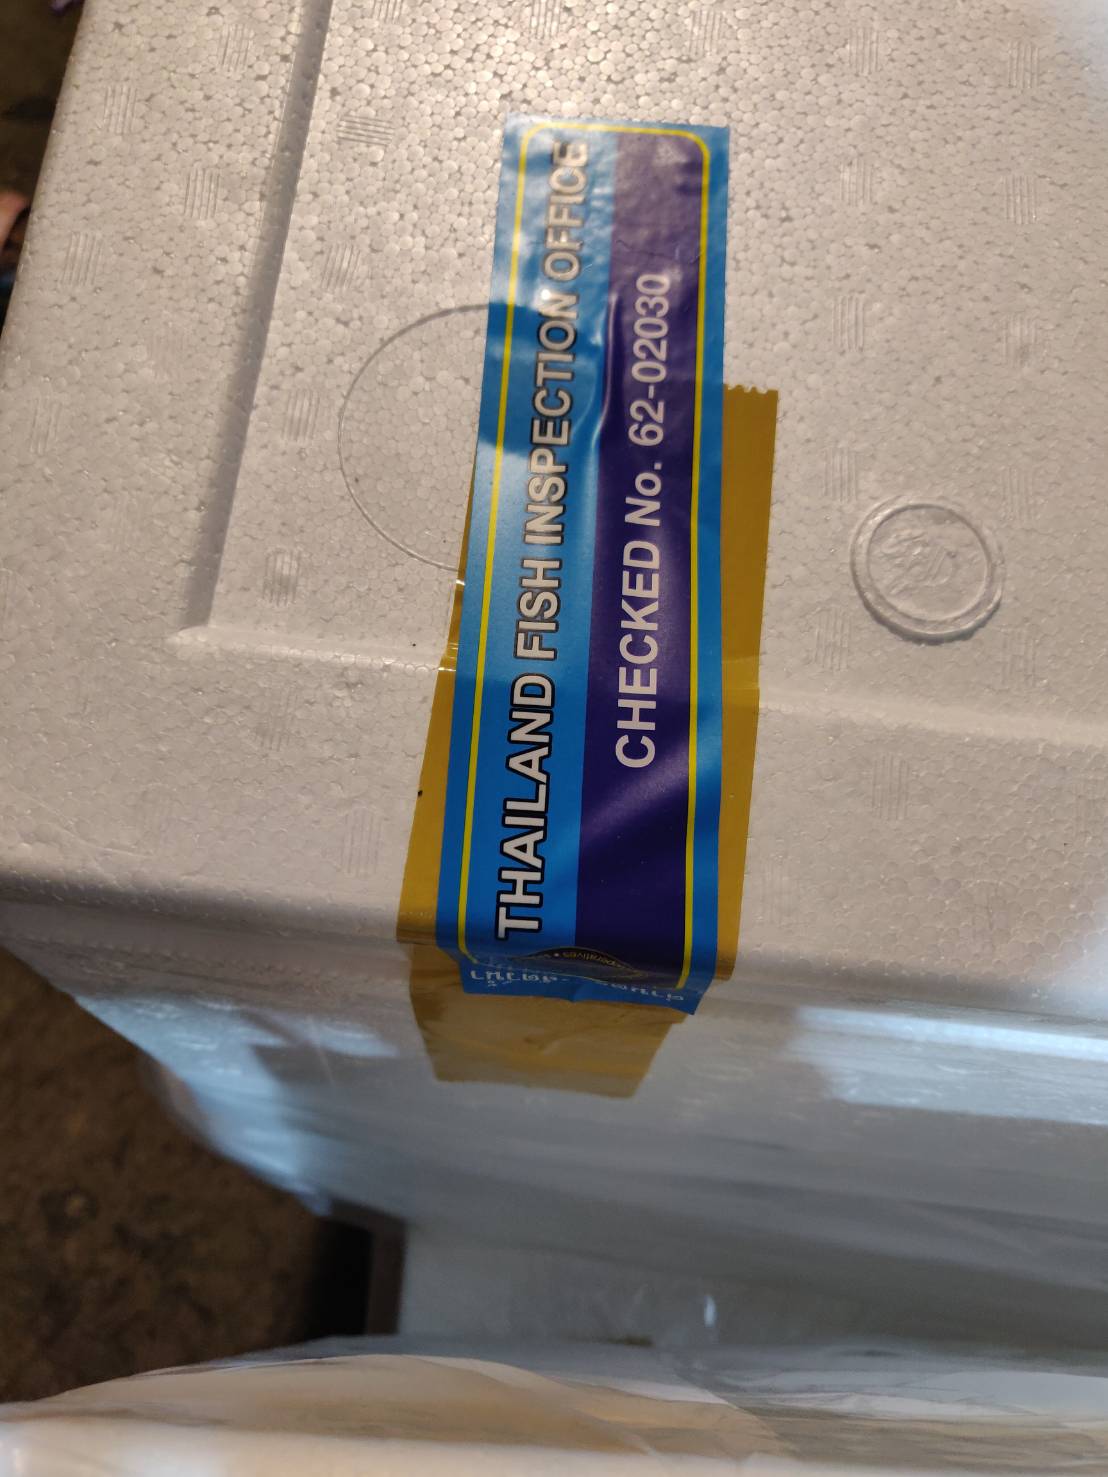 THAILAND FISH INSPECTION OFFICE
CHECKED No. 62-02030